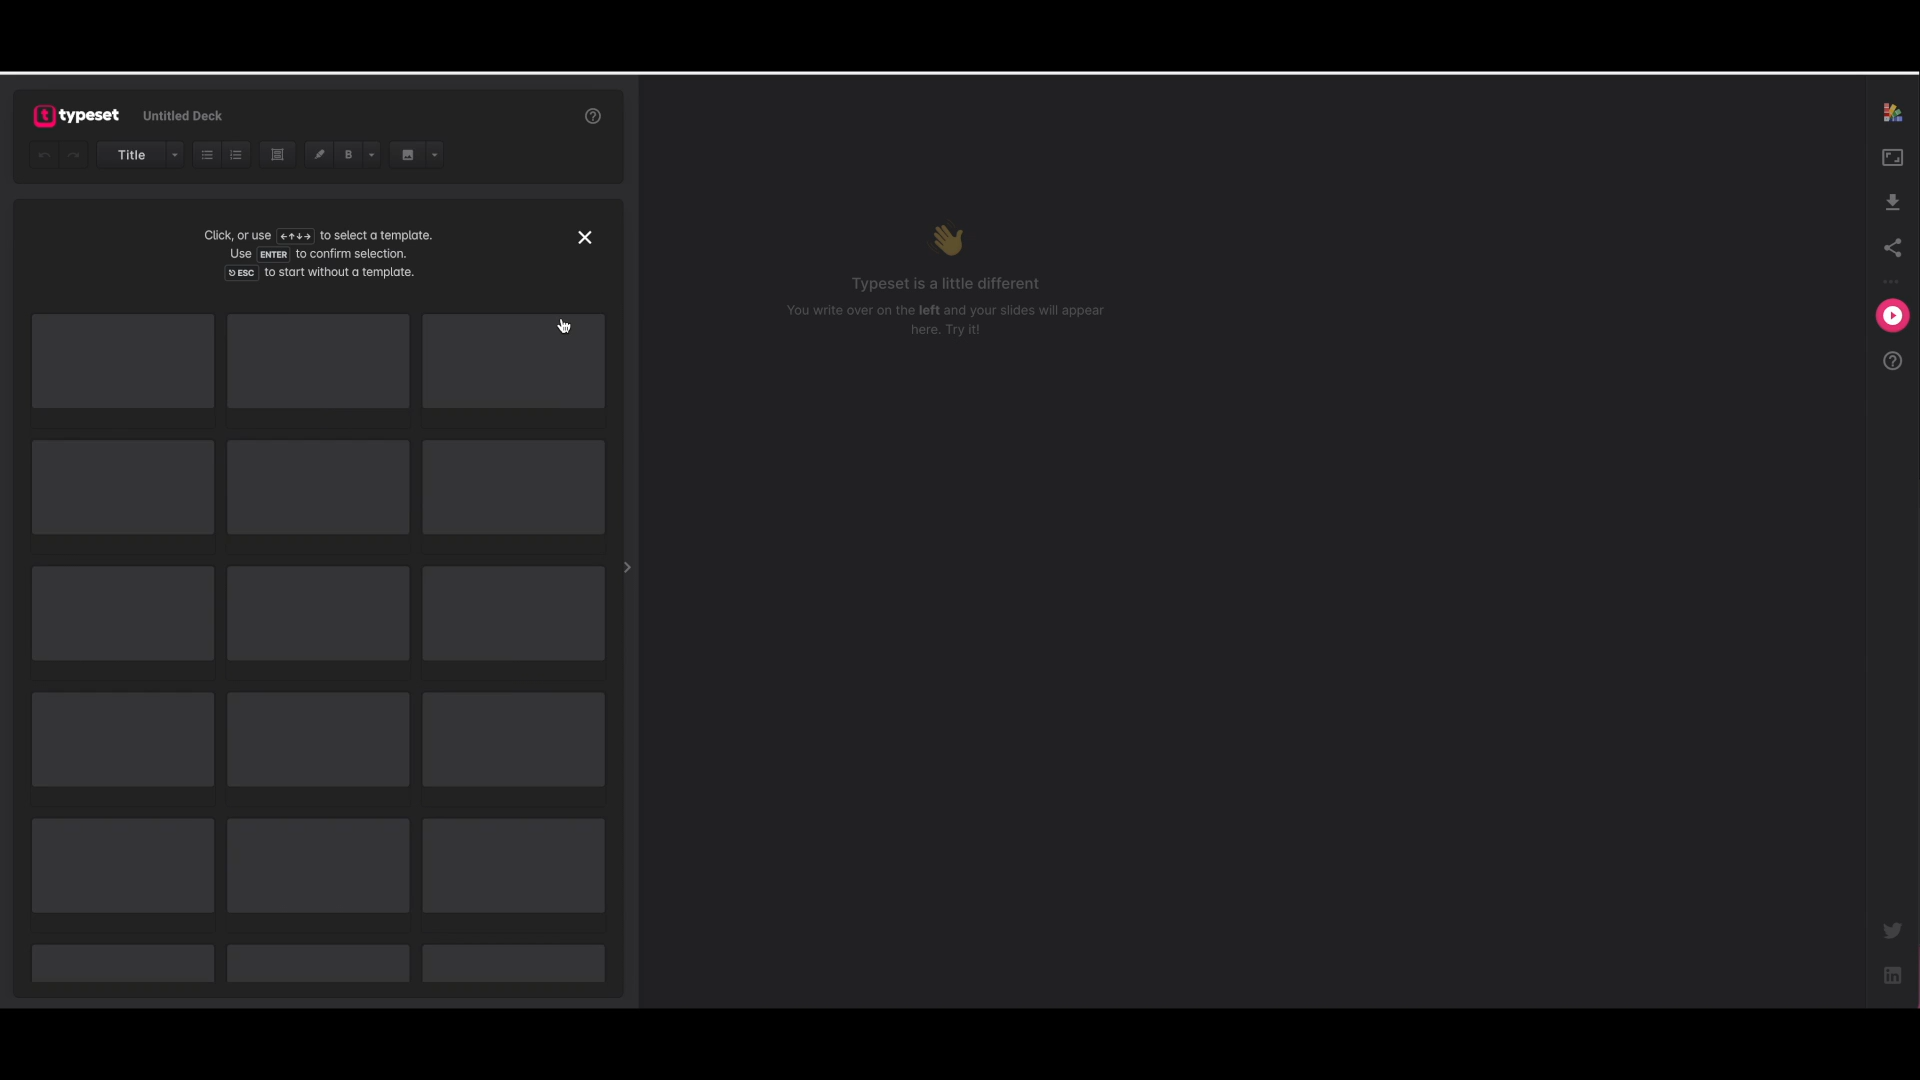 typeset
Untitled Deck
Title
B
Click, or use ←↑↓→ to select a template.
Use ENTER to confirm selection.
ESC to start without a template.
Typeset is a little different
You write over on the left and your slides will appear
here. Try it!